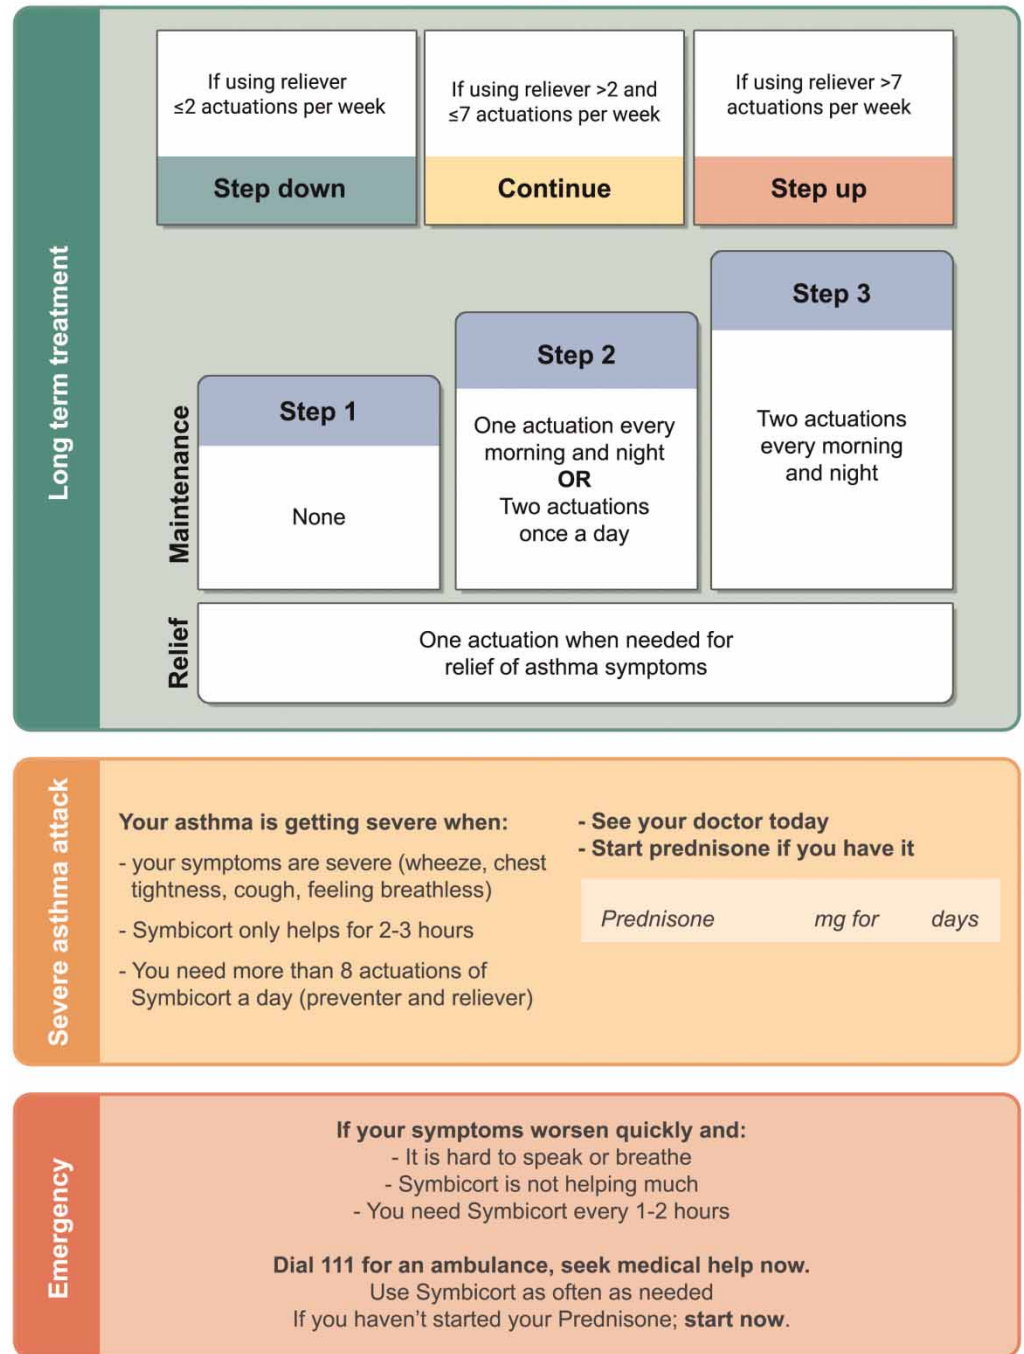 Long term treatment
If using reliever
≤2 actuations per week
Step down
If using reliever >2 and
≤7 actuations per week
Continue
If using reliever >7
actuations per week
Step up
Maintenance
Step 1
None
Step 2
One actuation every
morning and night
OR
Two actuations
once a day
Step 3
Two actuations
every morning
and night
Relief
One actuation when needed for
relief of asthma symptoms
Severe asthma attack
Your asthma is getting severe when:
- your symptoms are severe (wheeze, chest
tightness, cough, feeling breathless)
- Symbicort only helps for 2-3 hours
- You need more than 8 actuations of
Symbicort a day (preventer and reliever)
- See your doctor today
- Start prednisone if you have it
Prednisone mg for days
Emergency
If your symptoms worsen quickly and:
- It is hard to speak or breathe
- Symbicort is not helping much
- You need Symbicort every 1-2 hours
Dial 111 for an ambulance, seek medical help now.
Use Symbicort as often as needed
If you haven't started your Prednisone; start now.